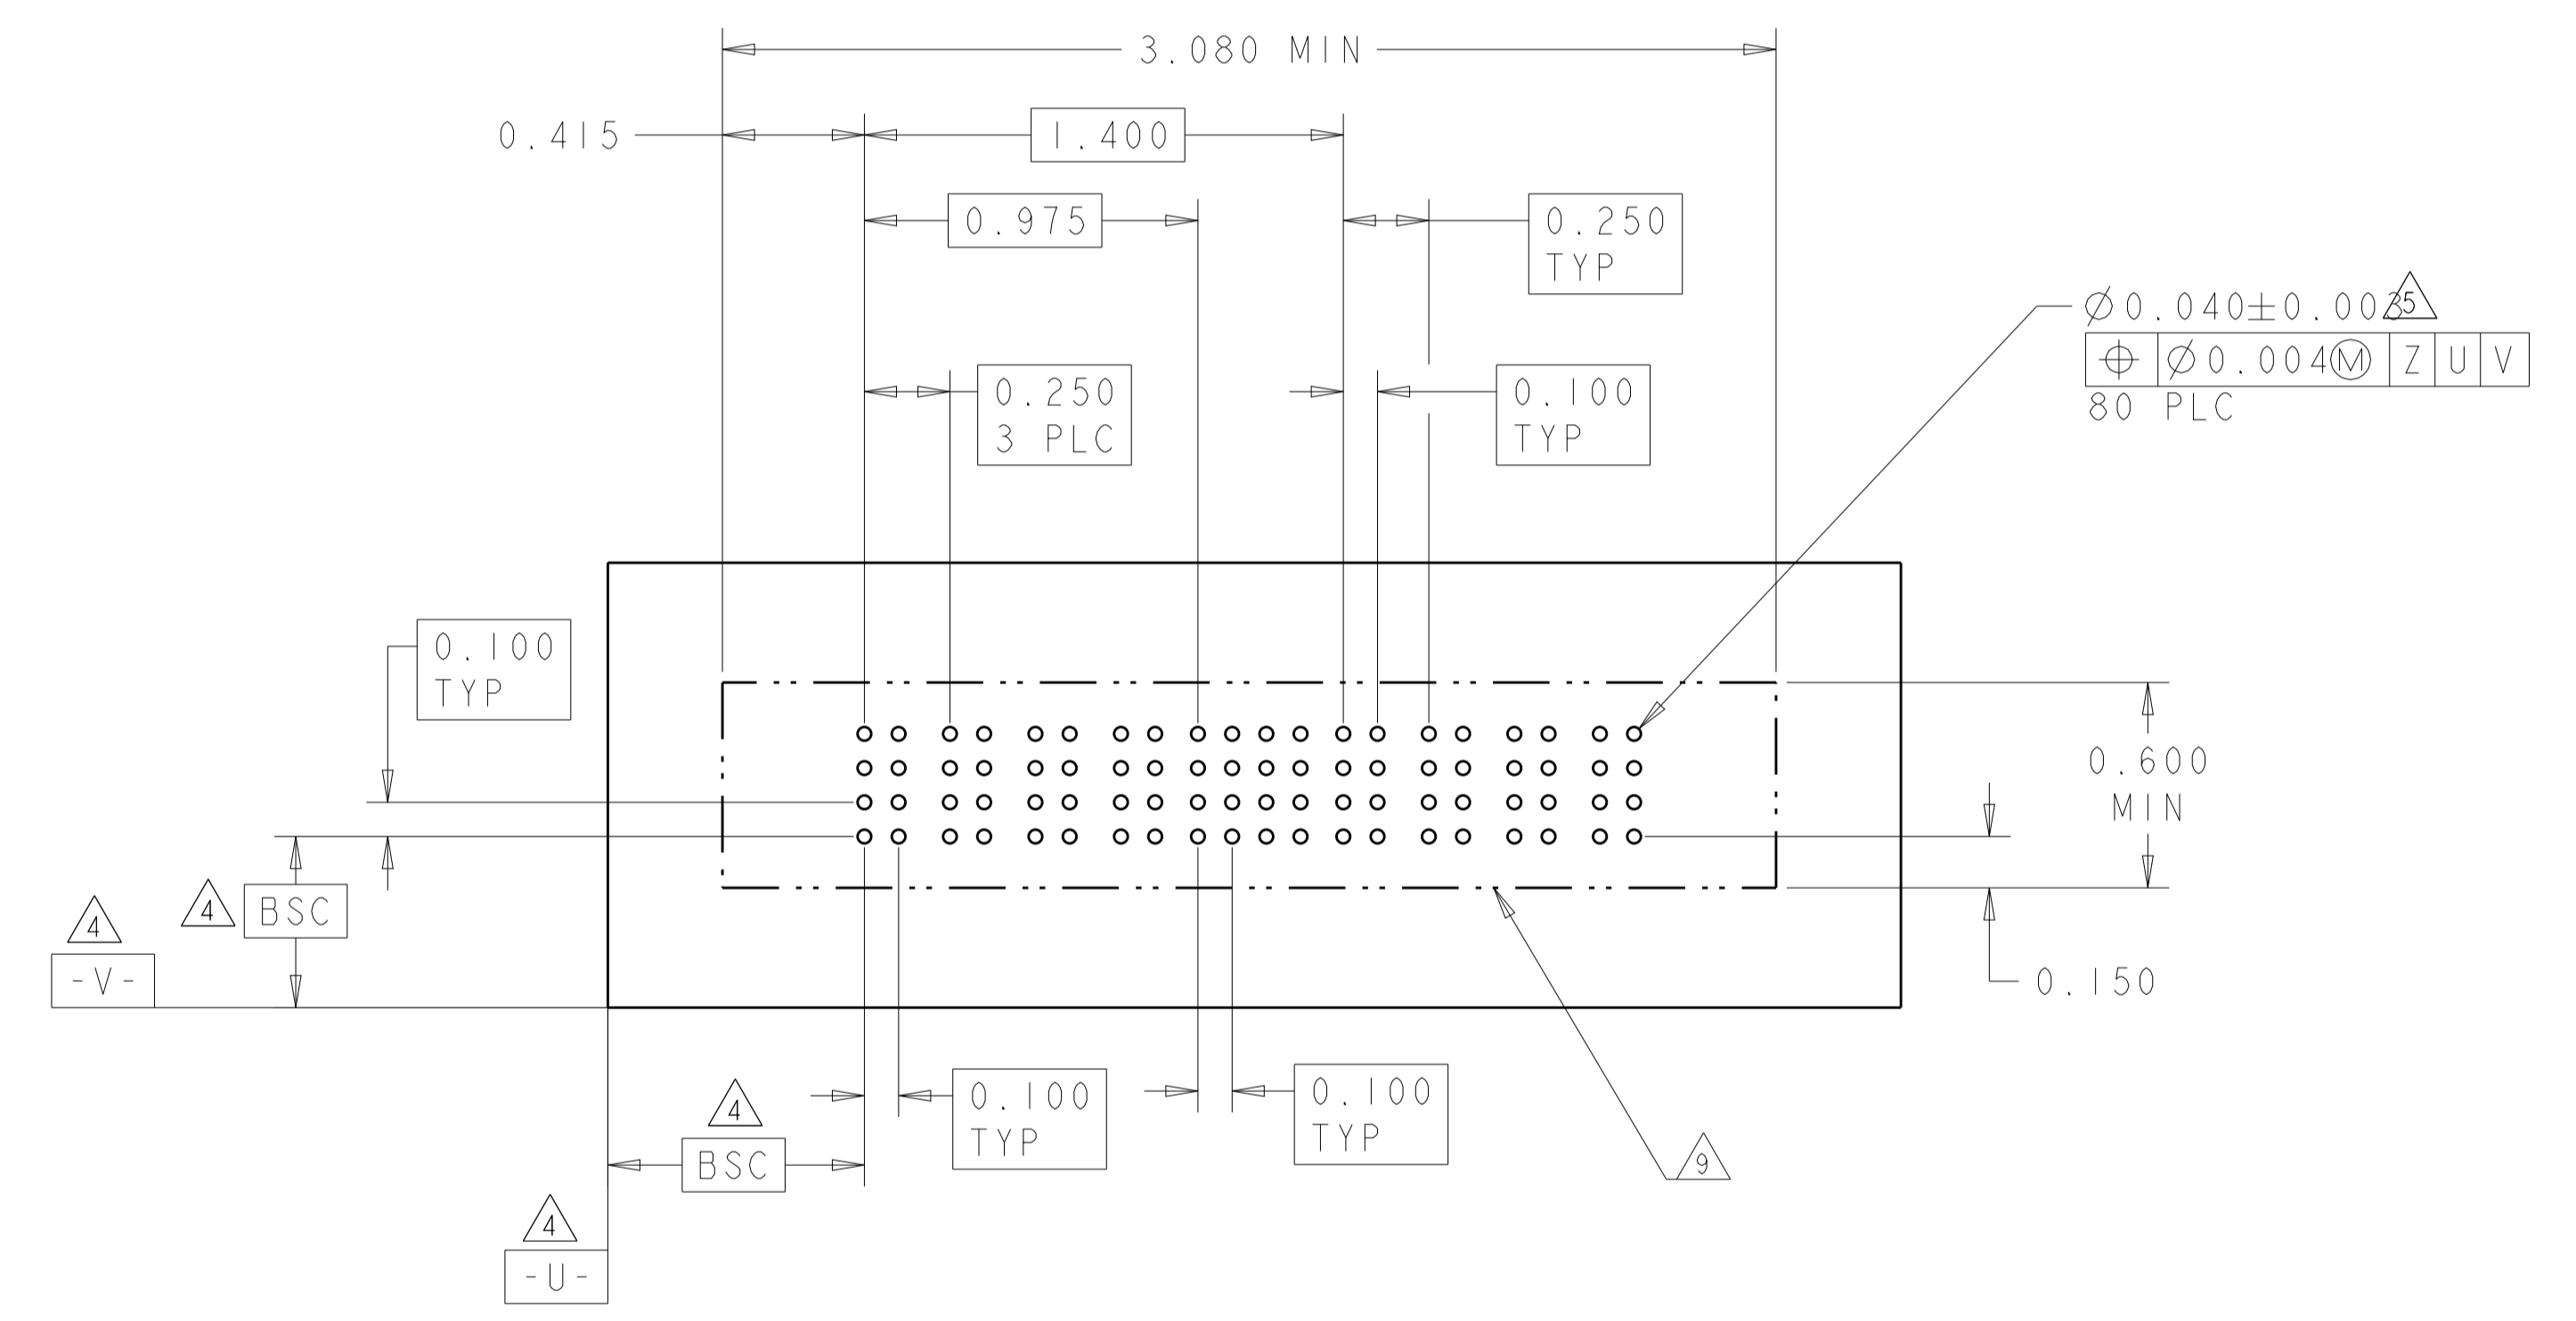 3.080 MIN
0.415
1.400
0.975
0.250
TYP
Ø0.040±0.003 5
⌖ Ø0.004Ⓜ Z U V
80 PLC
0.250
3 PLC
0.100
TYP
0.100
TYP
0.600
MIN
4
BSC
4
-V-
0.150
0.100
TYP
0.100
TYP
4
BSC
9
4
-U-